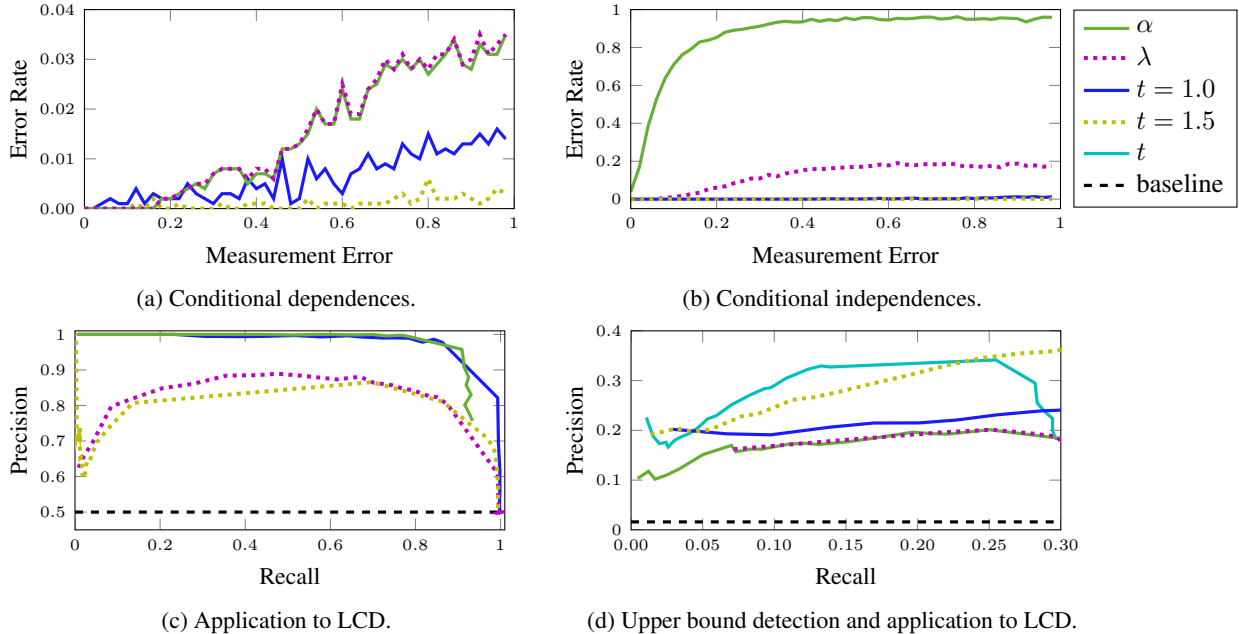 0.04
0.03
0.02
0.01
0.00
Error Rate
0.2
0.4
0.6
0.8
1
Measurement Error
(a) Conditional dependences.
1
0.8
0.6
0.4
0.2
0
Error Rate
0
0.2
0.4
0.6
0.8
1
Measurement Error
(b) Conditional independences.
α
λ
t = 1.0
t = 1.5
t
baseline
1
0.9
0.8
0.7
0.6
0.5
Precision
0
0.2
0.4
0.6
0.8
1
Recall
(c) Application to LCD.
0.4
0.3
0.2
0.1
0
Precision
0.00
0.05
0.10
0.15
0.20
0.25
0.30
Recall
(d) Upper bound detection and application to LCD.